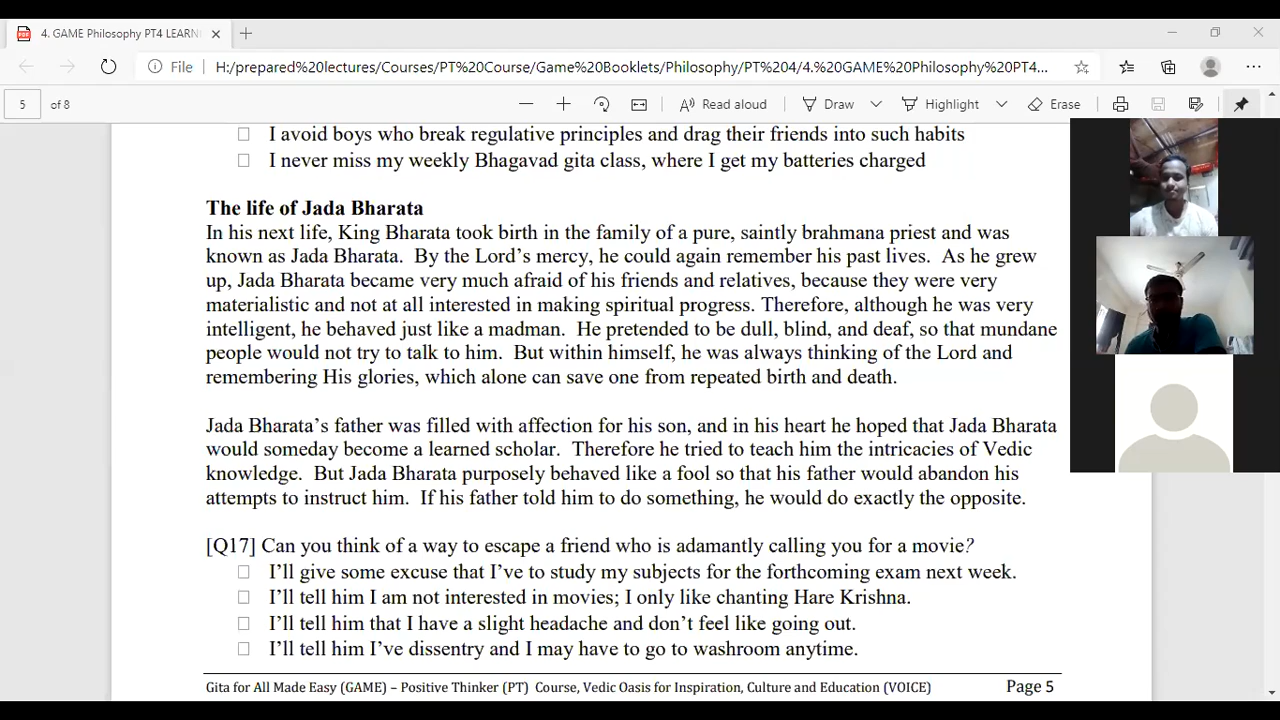 4. GAME Philosophy PT4 LEARN
File
H:/prepared%20lectures/Courses/PT%20Course/Game%20Booklets/Philosophy/PT%204/4.%20GAME%20Philosophy%20PT4...
5 of 8
Read aloud
Draw
Highlight
Erase
I avoid boys who break regulative principles and drag their friends into such habits
I never miss my weekly Bhagavad gita class, where I get my batteries charged
The life of Jada Bharata
In his next life, King Bharata took birth in the family of a pure, saintly brahmana priest and was
known as Jada Bharata.  By the Lord's mercy, he could again remember his past lives.  As he grew
up, Jada Bharata became very much afraid of his friends and relatives, because they were very
materialistic and not at all interested in making spiritual progress. Therefore, although he was very
intelligent, he behaved just like a madman.  He pretended to be dull, blind, and deaf, so that mundane
people would not try to talk to him.  But within himself, he was always thinking of the Lord and
remembering His glories, which alone can save one from repeated birth and death.
Jada Bharata's father was filled with affection for his son, and in his heart he hoped that Jada Bharata
would someday become a learned scholar.  Therefore he tried to teach him the intricacies of Vedic
knowledge.  But Jada Bharata purposely behaved like a fool so that his father would abandon his
attempts to instruct him.  If his father told him to do something, he would do exactly the opposite.
[Q17] Can you think of a way to escape a friend who is adamantly calling you for a movie?
I'll give some excuse that I've to study my subjects for the forthcoming exam next week.
I'll tell him I am not interested in movies; I only like chanting Hare Krishna.
I'll tell him that I have a slight headache and don't feel like going out.
I'll tell him I've dissentry and I may have to go to washroom anytime.
Gita for All Made Easy (GAME) – Positive Thinker (PT)  Course, Vedic Oasis for Inspiration, Culture and Education (VOICE)
Page 5